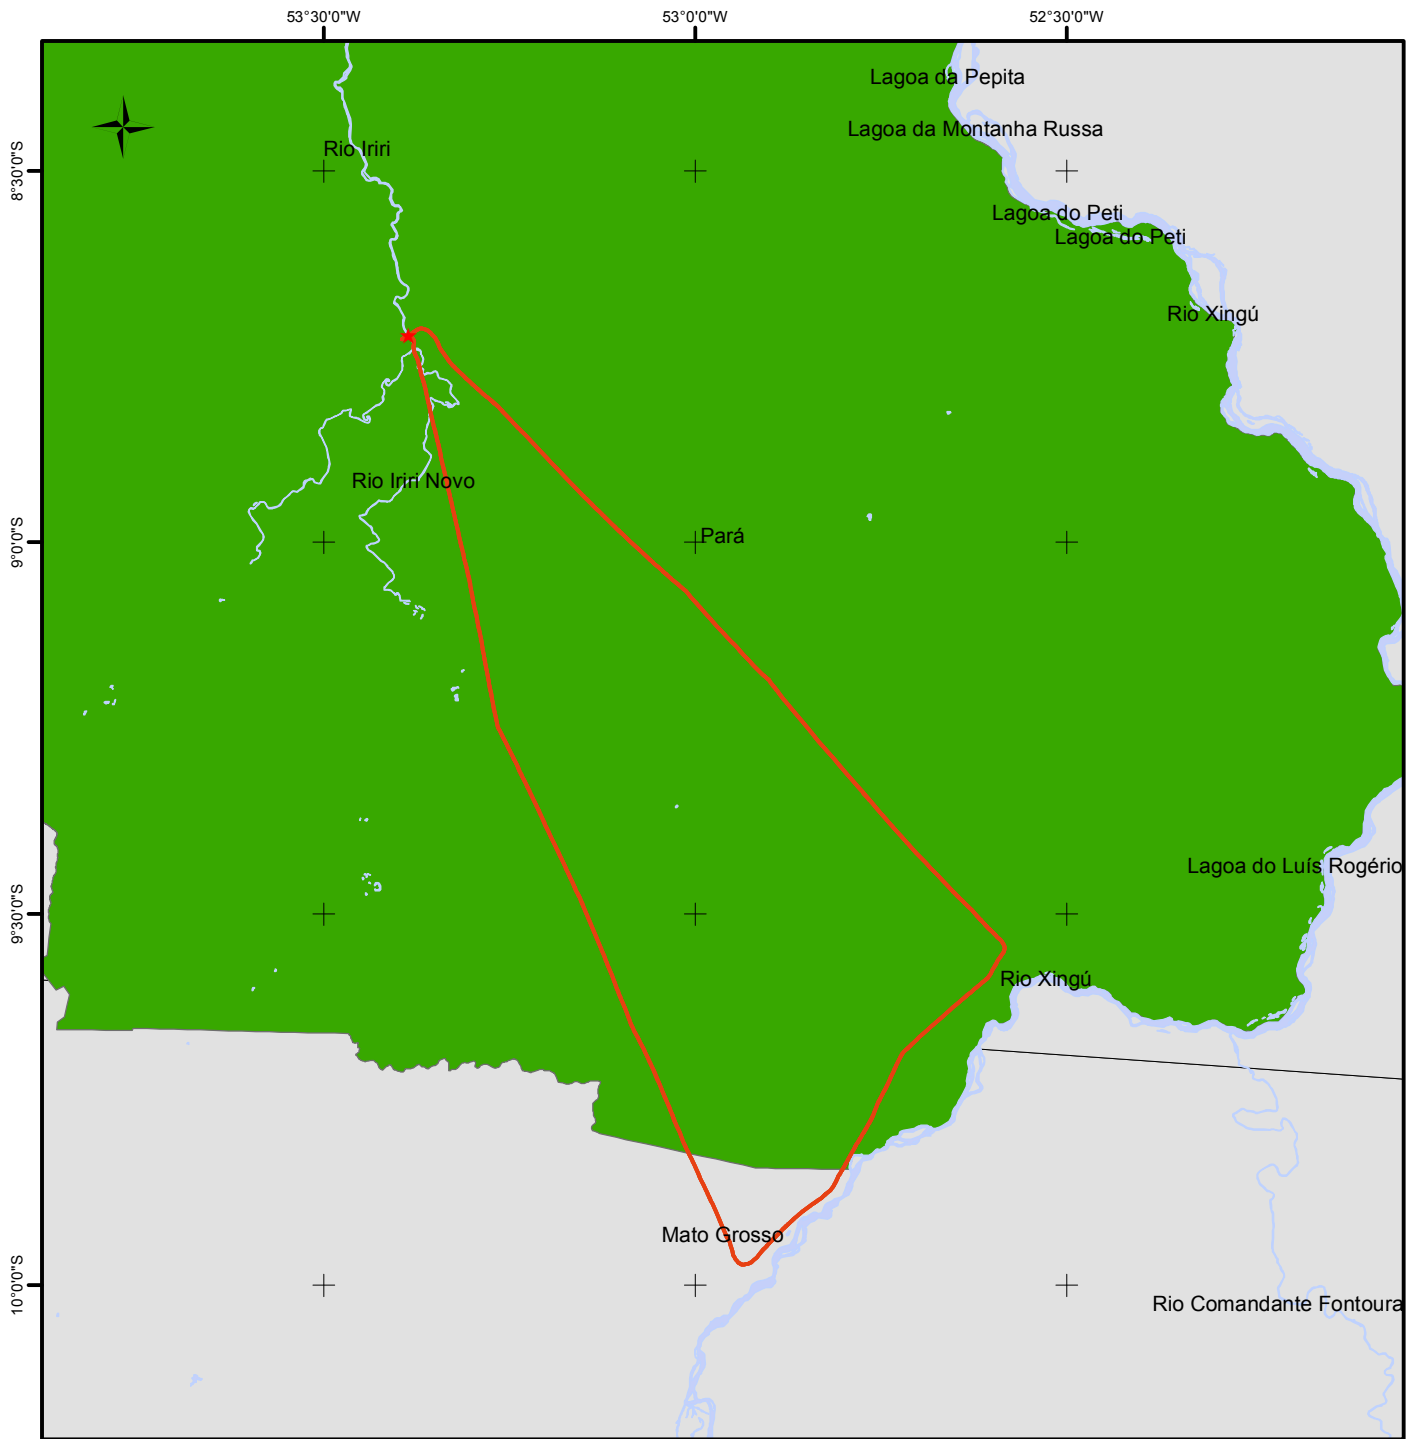 53°30'0"W
53°0'0"W
52°30'0"W
Lagoa da Pepita
Lagoa da Montanha Russa
Rio Iriri
8°30'0"S
Lagoa do Peti
Lagoa do Peti
Rio Xingú
Rio Iriri Novo
Pará
9°0'0"S
Lagoa do Luís Rogério
9°30'0"S
Rio Xingú
Mato Grosso
10°0'0"S
Rio Comandante Fontoura